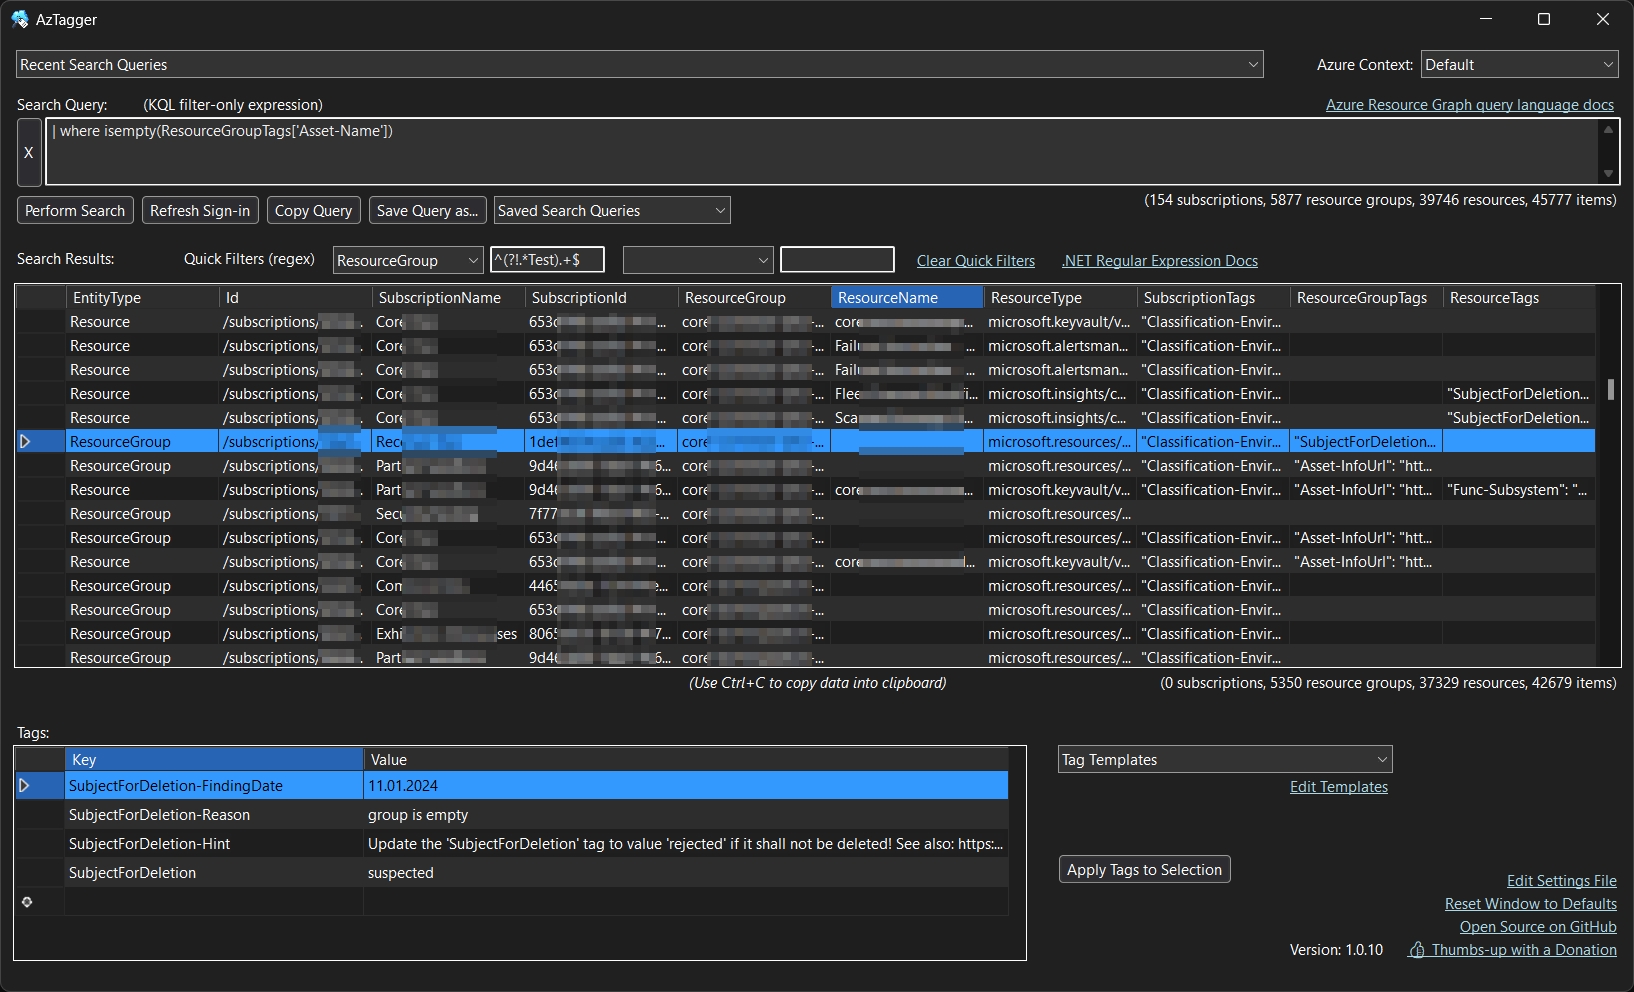 AzTagger
Recent Search Queries
Azure Context: Default
Search Query: (KQL filter-only expression)
Azure Resource Graph query language docs
X
| where isempty(ResourceGroupTags['Asset-Name'])
Perform Search Refresh Sign-in Copy Query Save Query as... Saved Search Queries
(154 subscriptions, 5877 resource groups, 39746 resources, 45777 items)
Search Results: Quick Filters (regex) ResourceGroup ^(?!.*Test).+$ Clear Quick Filters .NET Regular Expression Docs
EntityType Id SubscriptionName SubscriptionId ResourceGroup ResourceName ResourceType SubscriptionTags ResourceGroupTags ResourceTags
Resource /subscriptions/ . Core 653c ... core -... core ... microsoft.keyvault/v... "Classification-Envir...
Resource /subscriptions/ . Core 653c ... core -... Failu ... microsoft.alertsman... "Classification-Envir...
Resource /subscriptions/ . Core 653c ... core -... Failu ... microsoft.alertsman... "Classification-Envir...
Resource /subscriptions/ . Core 653c ... core -... Flee i... microsoft.insights/c... "Classification-Envir... "SubjectForDeletion...
Resource /subscriptions/ . Core 653c ... core -... Sca ... microsoft.insights/c... "Classification-Envir... "SubjectForDeletion...
ResourceGroup /subscriptions/ . Rec 1def ... core -... microsoft.resources/... "Classification-Envir... "SubjectForDeletion...
ResourceGroup /subscriptions/ . Part 9d46 6... core -... microsoft.resources/... "Classification-Envir... "Asset-InfoUrl": "htt...
Resource /subscriptions/ . Part 9d46 6... core -... core ... microsoft.keyvault/v... "Classification-Envir... "Asset-InfoUrl": "htt... "Func-Subsystem": "...
ResourceGroup /subscriptions/ . Secu 7f77 -... core -... microsoft.resources/...
ResourceGroup /subscriptions/ . Core 653c ... core -... microsoft.resources/... "Classification-Envir... "Asset-InfoUrl": "htt...
Resource /subscriptions/ . Core 653c ... core -... core d... microsoft.keyvault/v... "Classification-Envir... "Asset-InfoUrl": "htt...
ResourceGroup /subscriptions/ . Com 4465 e... core -... microsoft.resources/... "Classification-Envir...
ResourceGroup /subscriptions/ . Core 653c ... core -... microsoft.resources/... "Classification-Envir...
ResourceGroup /subscriptions/ . Exhi ses 8065 7... core -... microsoft.resources/... "Classification-Envir...
ResourceGroup /subscriptions/ . Part 9d46 6... core -... microsoft.resources/... "Classification-Envir...
(Use Ctrl+C to copy data into clipboard)
(0 subscriptions, 5350 resource groups, 37329 resources, 42679 items)
Tags:
Key Value
SubjectForDeletion-FindingDate 11.01.2024
SubjectForDeletion-Reason group is empty
SubjectForDeletion-Hint Update the 'SubjectForDeletion' tag to value 'rejected' if it shall not be deleted! See also: https:...
SubjectForDeletion suspected
Tag Templates
Edit Templates
Apply Tags to Selection
Edit Settings File
Reset Window to Defaults
Open Source on GitHub
Version: 1.0.10 Thumbs-up with a Donation